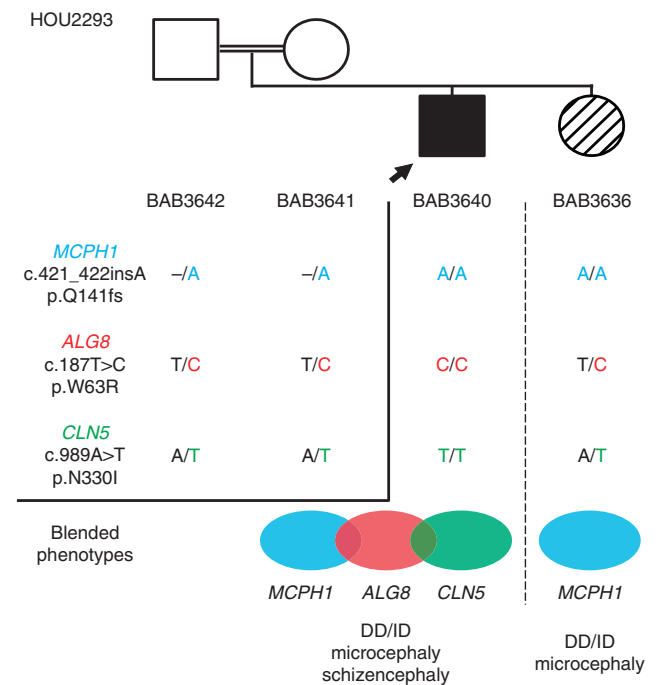 HOU2293
BAB3642 BAB3641 BAB3640 BAB3636
MCPH1
c.421_422insA –/A –/A A/A A/A
p.Q141fs
ALG8
c.187T>C T/C T/C C/C T/C
p.W63R
CLN5
c.989A>T A/T A/T T/T A/T
p.N330I
Blended
phenotypes
MCPH1 ALG8 CLN5 MCPH1
DD/ID
microcephaly
schizencephaly
DD/ID
microcephaly